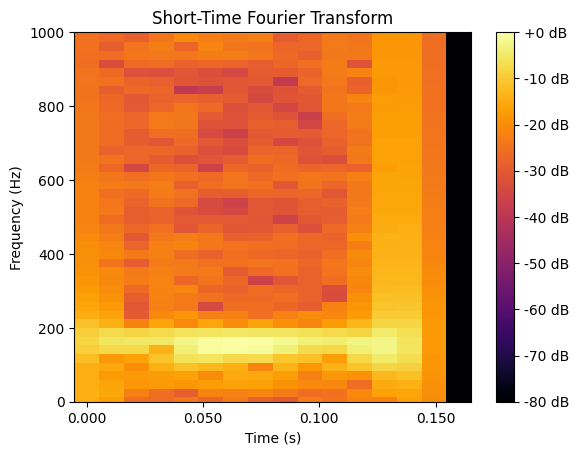 Short-Time Fourier Transform
1000
800
600
400
200
0
Frequency (Hz)
0.000
0.050
0.100
0.150
Time (s)
+0 dB
-10 dB
-20 dB
-30 dB
-40 dB
-50 dB
-60 dB
-70 dB
-80 dB